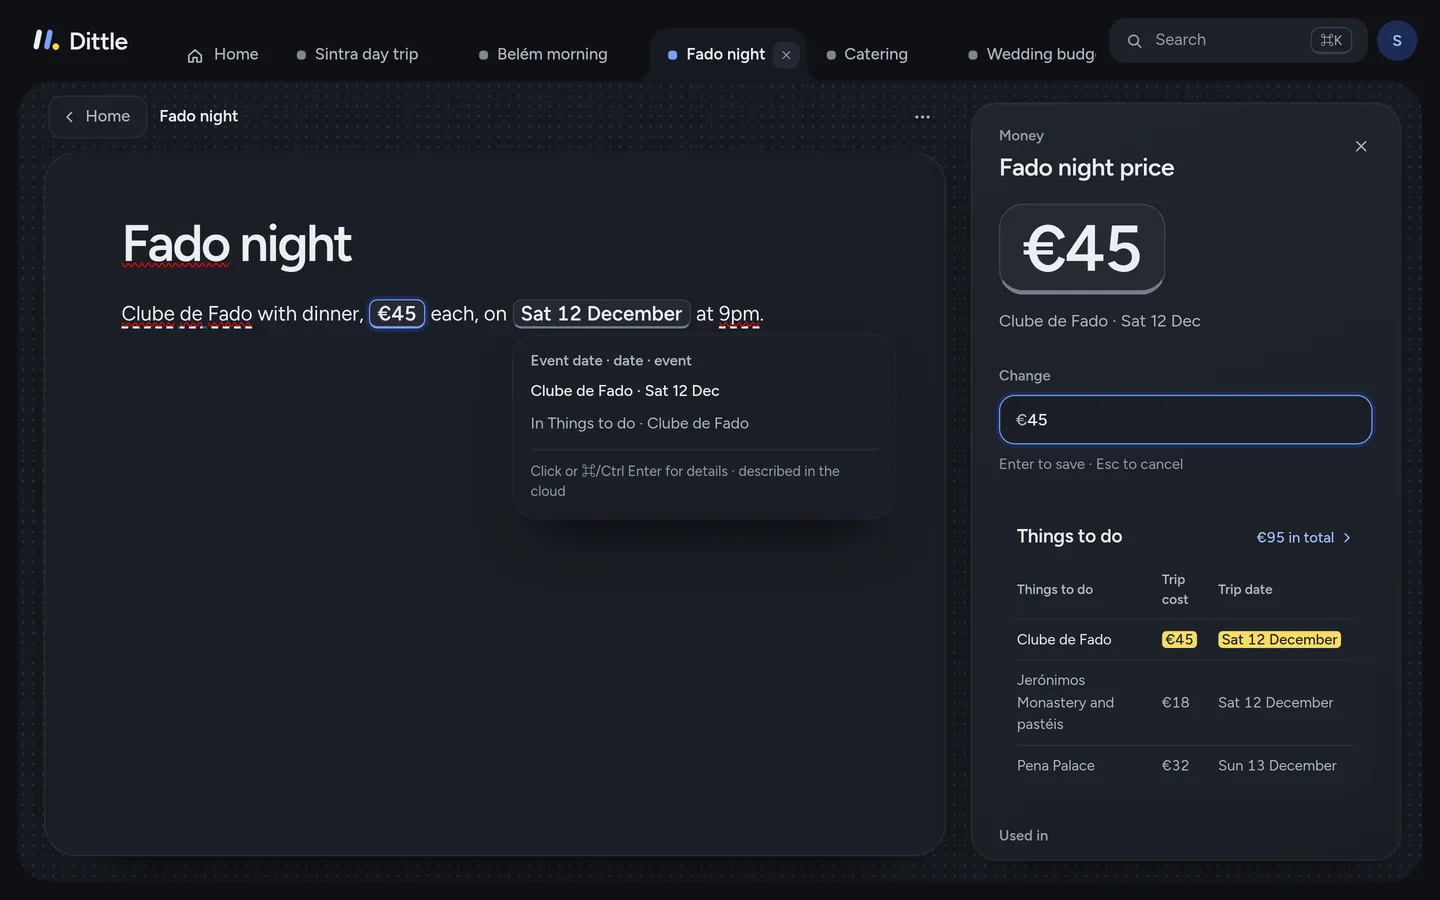 Dittle
Home
Sintra day trip
Belém morning
Fado night
Catering
Wedding budg
Search
⌘K
S
Home
Fado night
Fado night
Clube de Fado with dinner, €45 each, on Sat 12 December at 9pm.
Event date · date · event
Clube de Fado · Sat 12 Dec
In Things to do · Clube de Fado
Click or ⌘/Ctrl Enter for details · described in the
cloud
Money
Fado night price
€45
Clube de Fado · Sat 12 Dec
Change
€45
Enter to save · Esc to cancel
Things to do
€95 in total
Things to do
Trip
cost
Trip date
Clube de Fado €45 Sat 12 December
Jerónimos
Monastery and
pastéis
€18 Sat 12 December
Pena Palace €32 Sun 13 December
Used in